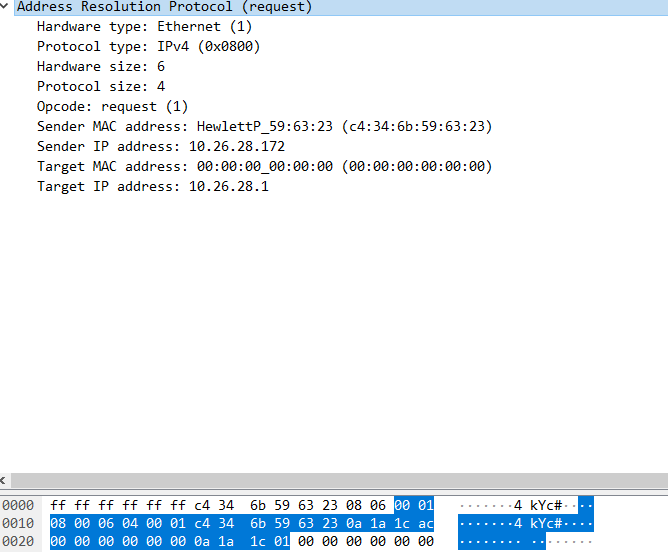 Address Resolution Protocol (request)
Hardware type: Ethernet (1)
Protocol type: IPv4 (0x0800)
Hardware size: 6
Protocol size: 4
Opcode: request (1)
Sender MAC address: HewlettP_59:63:23 (c4:34:6b:59:63:23)
Sender IP address: 10.26.28.172
Target MAC address: 00:00:00_00:00:00 (00:00:00:00:00:00)
Target IP address: 10.26.28.1
0000 ff ff ff ff ff ff c4 34 6b 59 63 23 08 06 00 01 ·······4 kYc#····
0010 08 00 06 04 00 01 c4 34 6b 59 63 23 0a 1a 1c ac ·······4 kYc#····
0020 00 00 00 00 00 00 0a 1a 1c 01 00 00 00 00 00 00 ········ ········